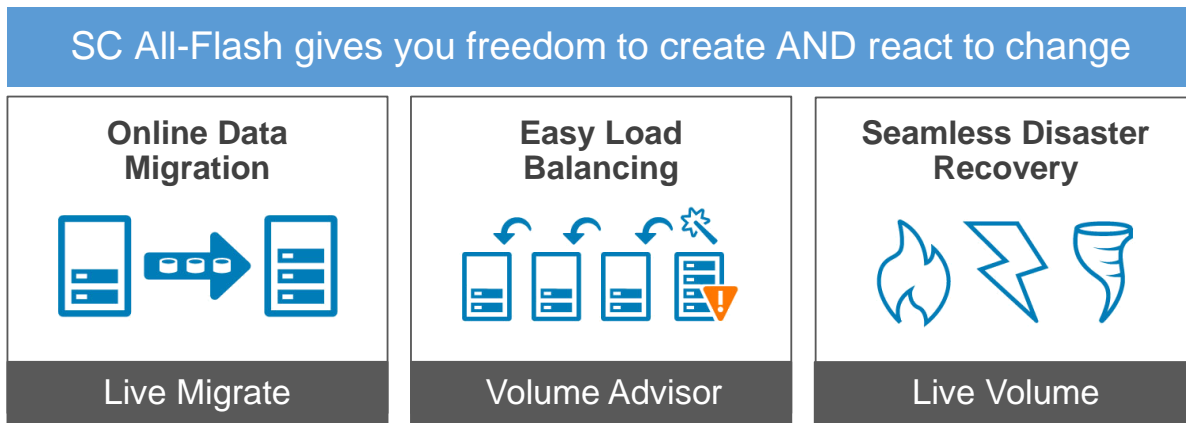 SC All-Flash gives you freedom to create AND react to change
Online Data
Migration
Live Migrate
Easy Load
Balancing
Volume Advisor
Seamless Disaster
Recovery
Live Volume